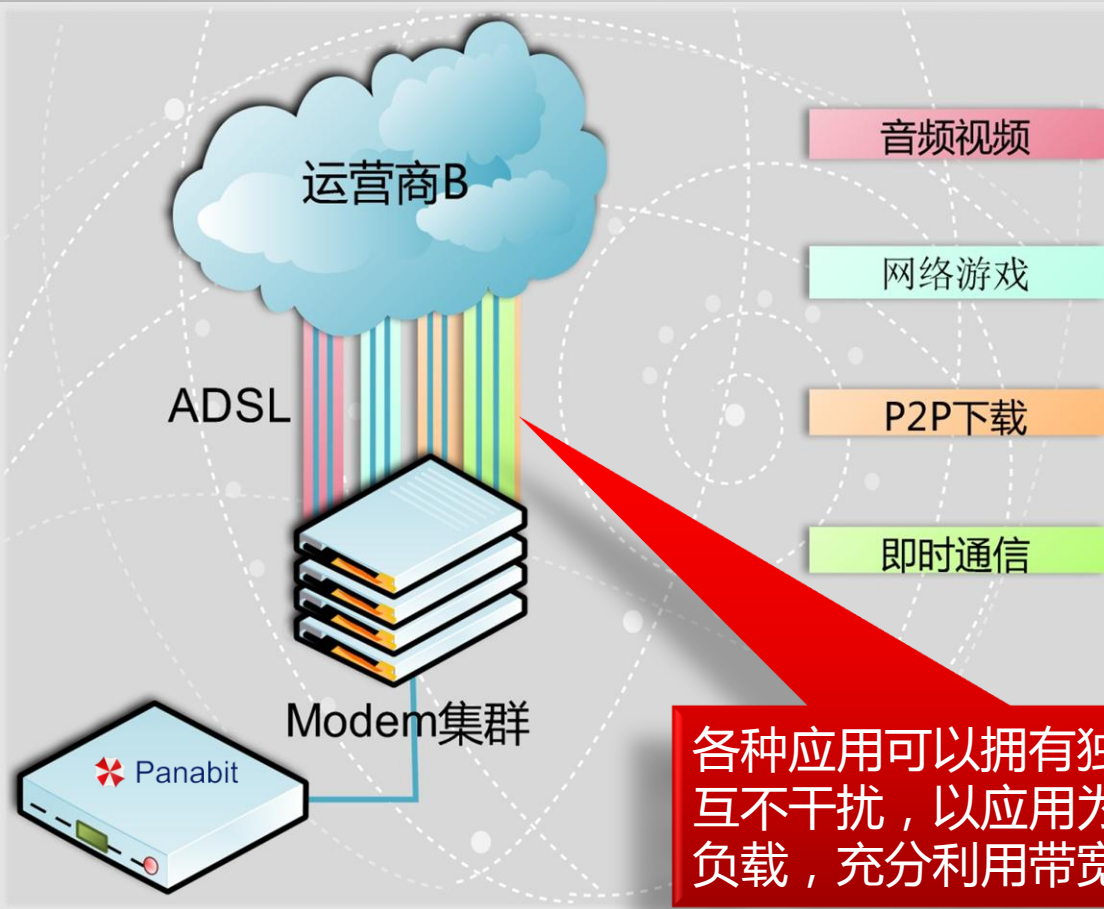 运营商B
音频视频
网络游戏
ADSL
P2P下载
即时通信
Modem集群
Panabit
各种应用可以拥有
互不干扰，以应用
负载，充分利用带宽